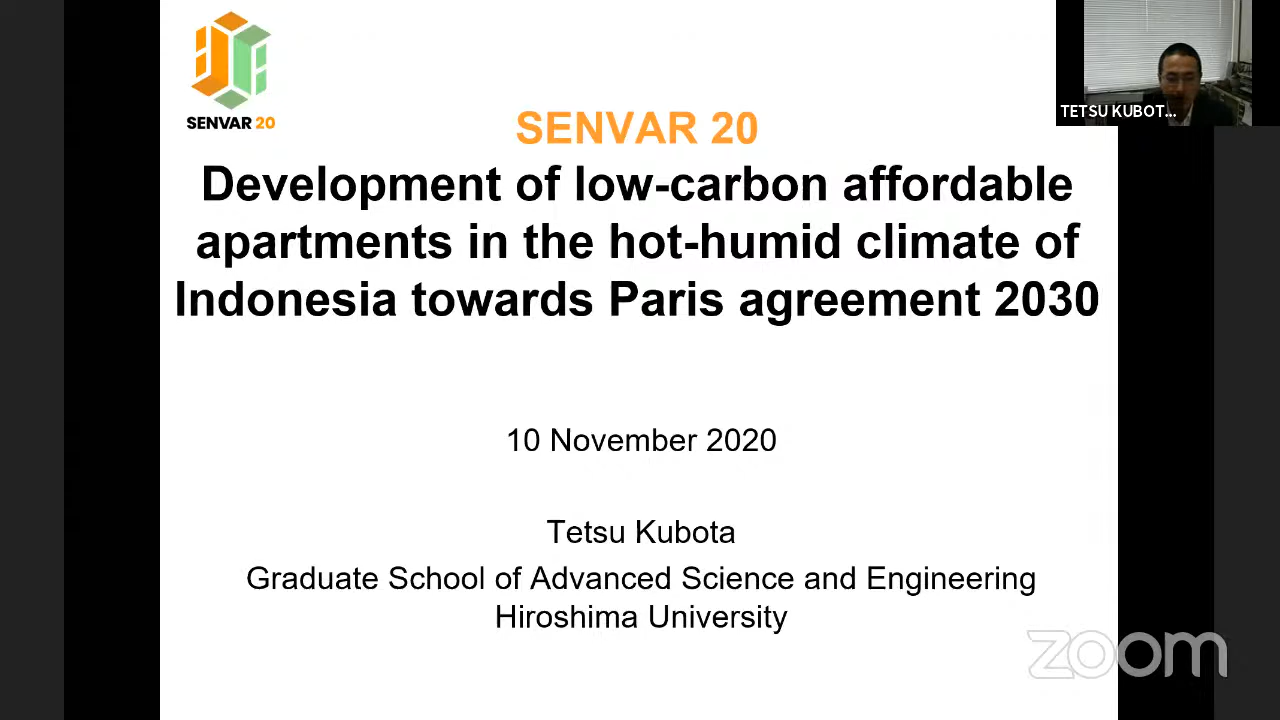 SENVAR 20
TETSU KUBOT...
SENVAR 20
Development of low-carbon affordable
apartments in the hot-humid climate of
Indonesia towards Paris agreement 2030
10 November 2020
Tetsu Kubota
Graduate School of Advanced Science and Engineering
Hiroshima University
zoom